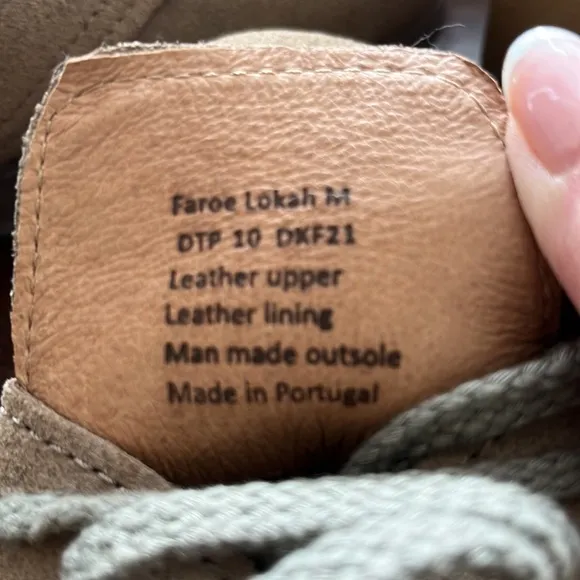 Faroe Lokah M
DTP 10 DKF21
Leather upper
Leather lining
Man made outsole
Made in Portugal